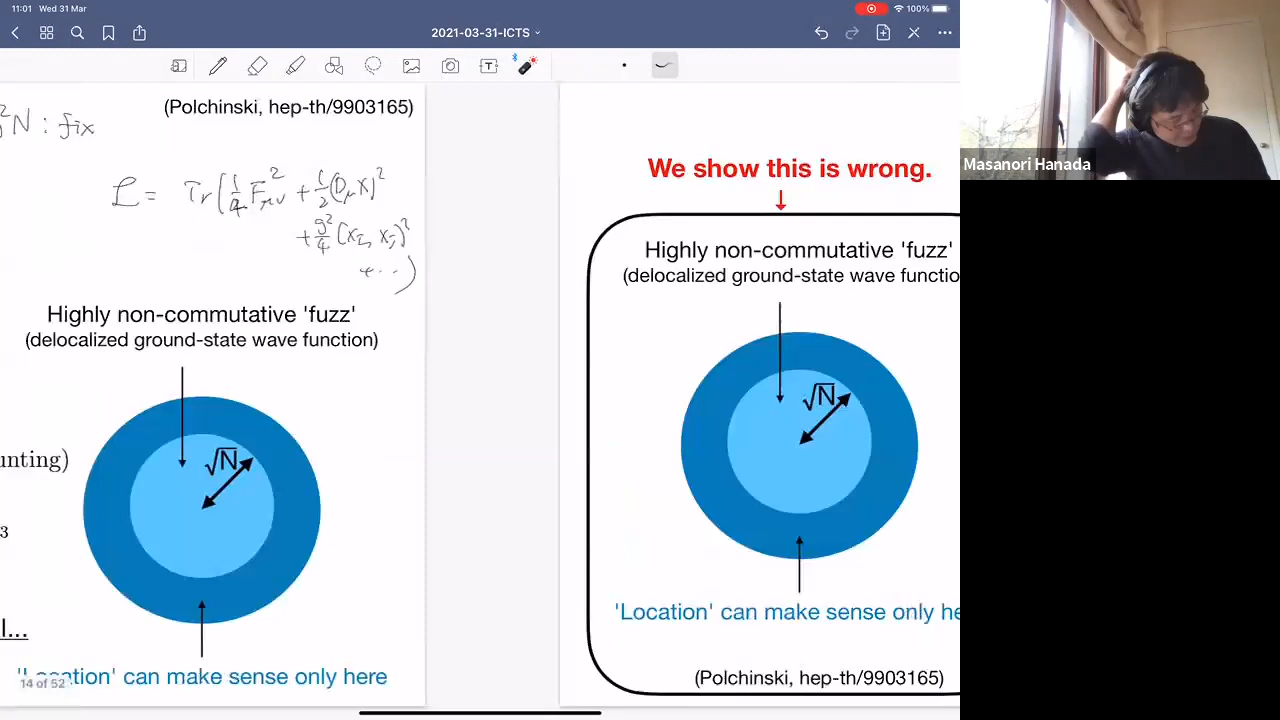 11:01 Wed 31 Mar
100%
2021-03-31-ICTS
(Polchinski, hep-th/9903165)
²N : fix
L = Tr(1/4 F_μν² + 1/2 (D_μ X)²
+ g²/4 [X_I, X_J]²
+ ...)
Highly non-commutative 'fuzz'
(delocalized ground-state wave function)
√N
unting)
3
l...
'Location' can make sense only here
14 of 52
We show this is wrong.
↓
Highly non-commutative 'fuzz'
(delocalized ground-state wave functio
√N
'Location' can make sense only he
(Polchinski, hep-th/9903165)
Masanori Hanada